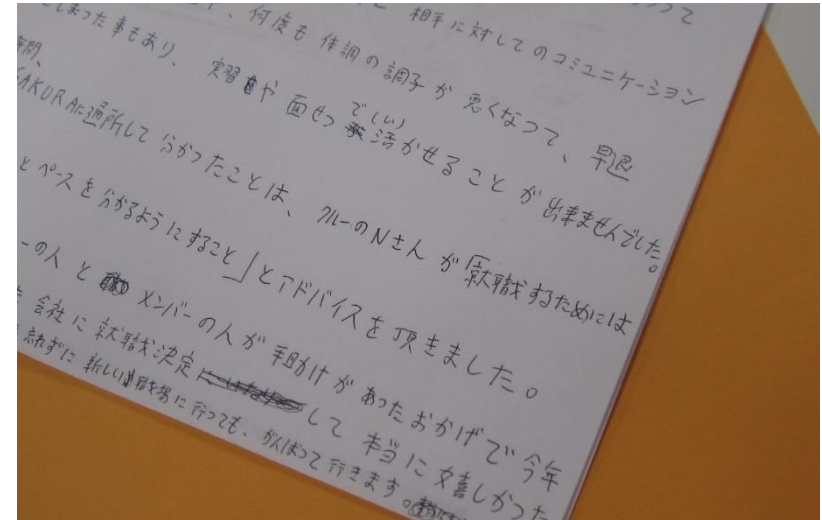 って
、何度も体調の調子が悪くなって、早退
相手に対してのコミュニケーション
しまった事もあり、実習や面せつで(い)活かせることが出来ませんでした。
年間、
SAKURAに通所して分かったことは、クルーのNさんが「就職するためには
とペースを分かるようにすること」とアドバイスを頂きました。
ーの人とメンバーの人が手助けがあったおかげで今年
会社に就職決定して本当に嬉しかった
れずに新しい職場に行っても、がんばって行きます。